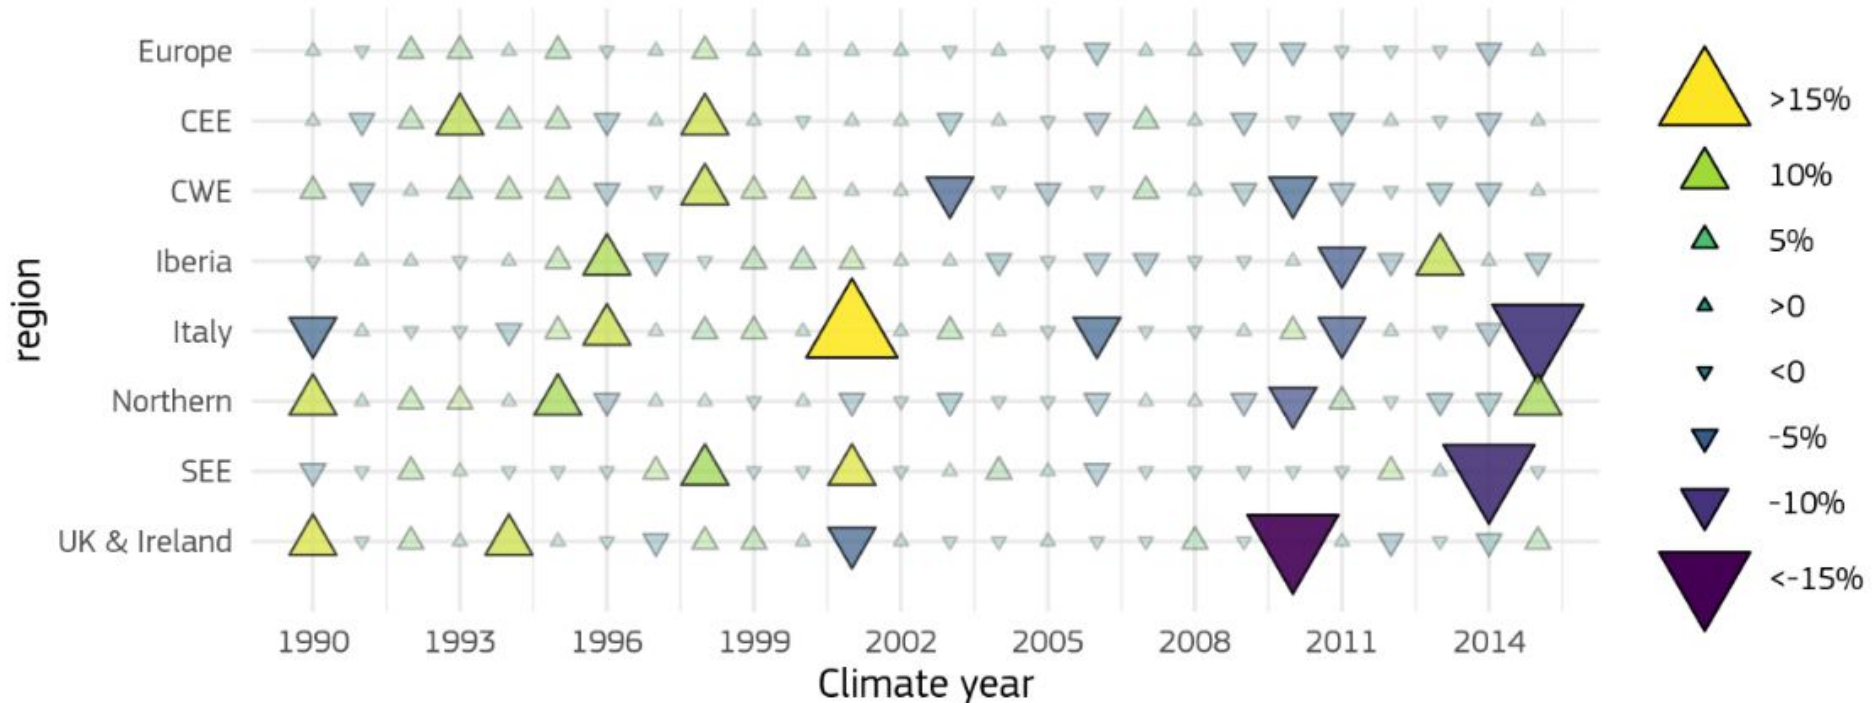 Europe
CEE
CWE
Iberia
Italy
Northern
SEE
UK & Ireland
region
1990 1993 1996 1999 2002 2005 2008 2011 2014
Climate year
>15%
10%
5%
>0
<0
-5%
-10%
<-15%